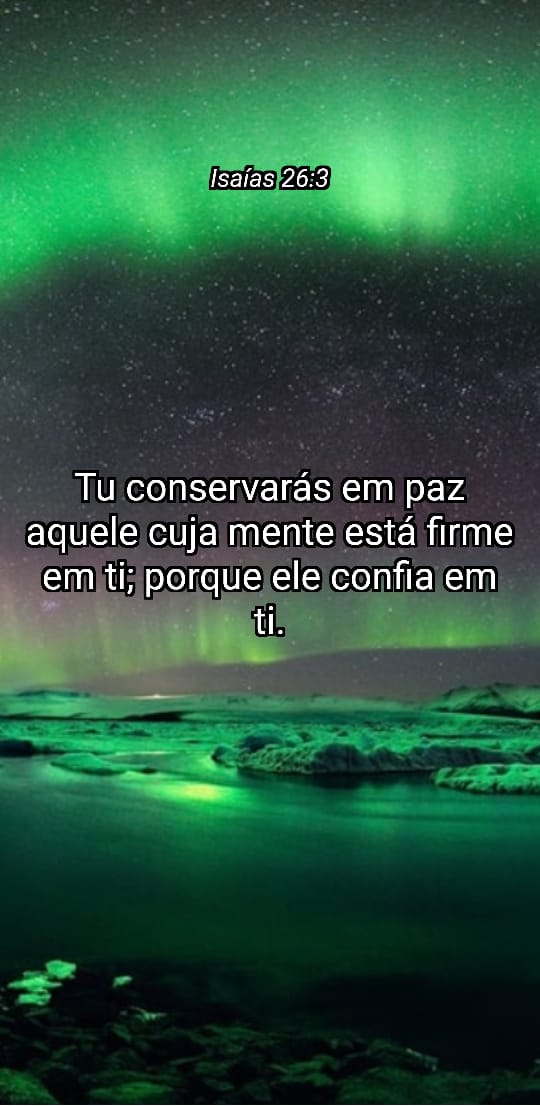 Isaías 26:3
Tu conservarás em paz
aquele cuja mente está firme
em ti; porque ele confia em
ti.